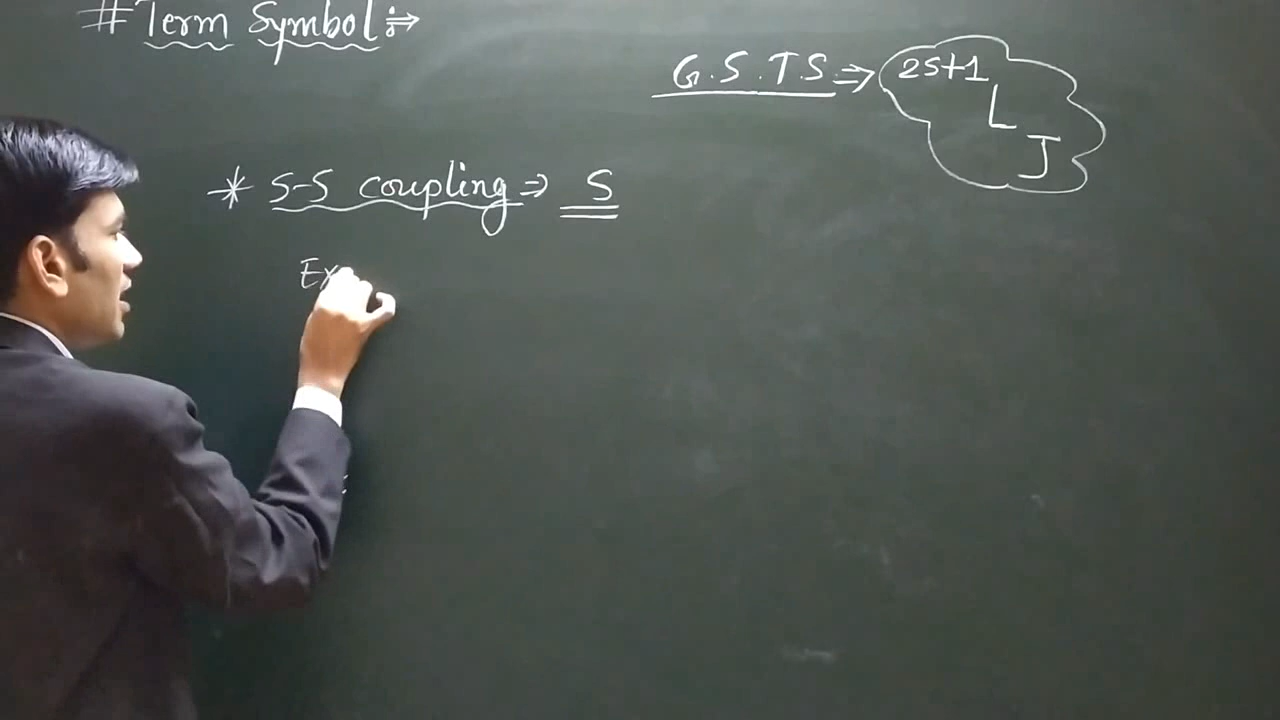 # Term Symbol :⇒
G.S.T.S. ⇒ 2S+1
L
J
* S-S coupling ⇒ S
Ex